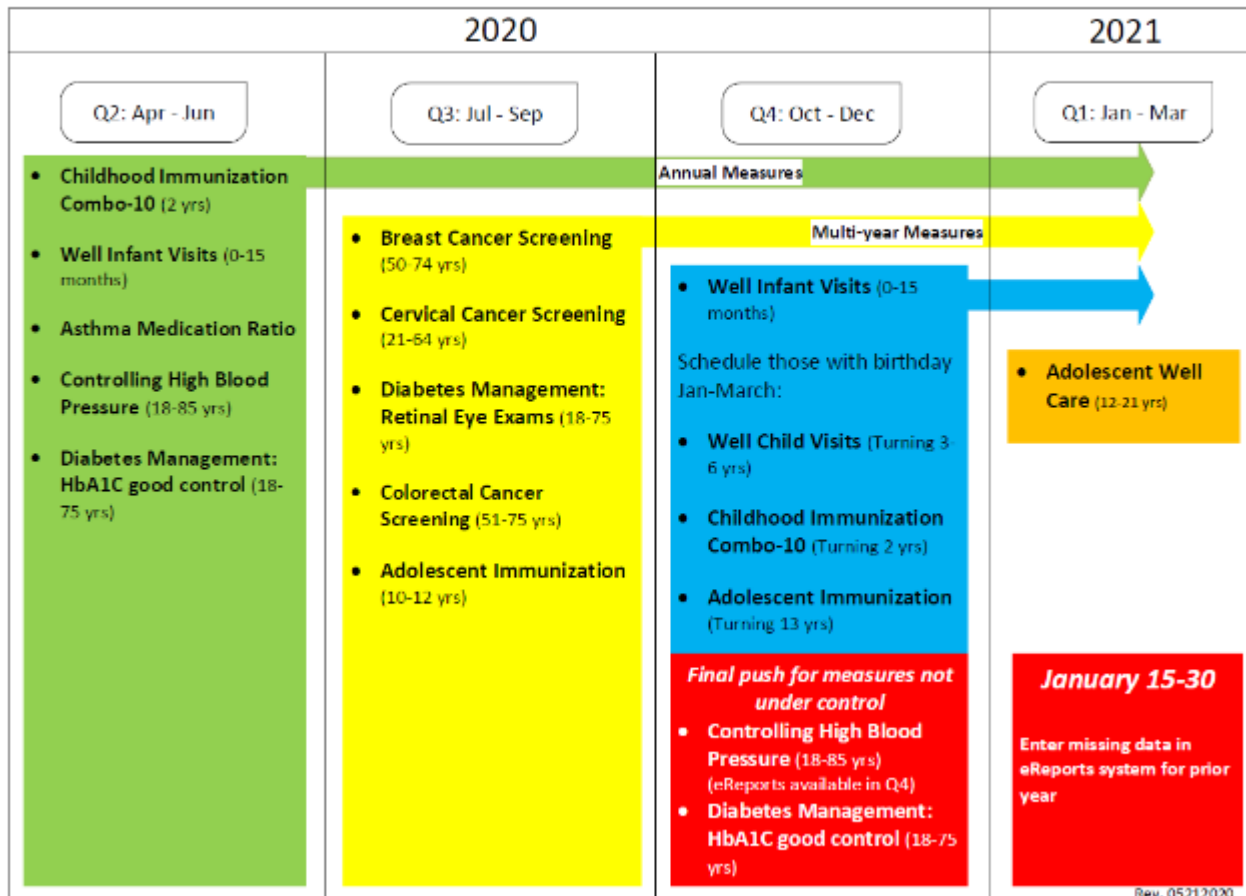 2020
2021
Q2: Apr - Jun
Q3: Jul - Sep
Q4: Oct - Dec
Q1: Jan - Mar
Annual Measures
Multi-year Measures
• Childhood Immunization
Combo-10 (2 yrs)
• Well Infant Visits (0-15
months)
• Asthma Medication Ratio
• Controlling High Blood
Pressure (18-85 yrs)
• Diabetes Management:
HbA1C good control (18-
75 yrs)
• Breast Cancer Screening
(50-74 yrs)
• Cervical Cancer Screening
(21-64 yrs)
• Diabetes Management:
Retinal Eye Exams (18-75
yrs)
• Colorectal Cancer
Screening (51-75 yrs)
• Adolescent Immunization
(10-12 yrs)
• Well Infant Visits (0-15
months)
Schedule those with birthday
Jan-March:
• Well Child Visits (Turning 3-
6 yrs)
• Childhood Immunization
Combo-10 (Turning 2 yrs)
• Adolescent Immunization
(Turning 13 yrs)
Final push for measures not
under control
• Controlling High Blood
Pressure (18-85 yrs)
(eReports available in Q4)
• Diabetes Management:
HbA1C good control (18-75
yrs)
• Adolescent Well
Care (12-21 yrs)
January 15-30
Enter missing data in
eReports system for prior
year
Rev. 05212020